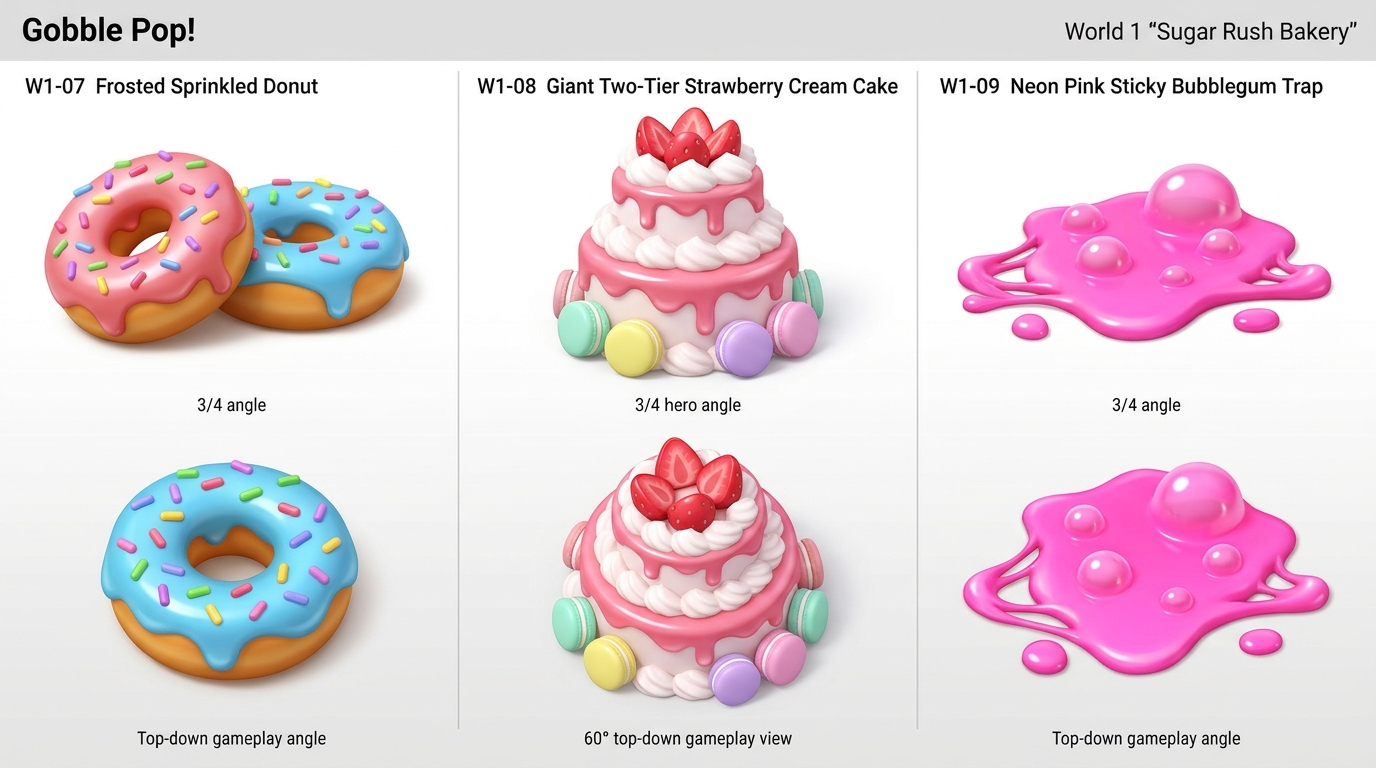 Gobble Pop!
World 1 “Sugar Rush Bakery”
W1-07 Frosted Sprinkled Donut
3/4 angle
Top-down gameplay angle
W1-08 Giant Two-Tier Strawberry Cream Cake
3/4 hero angle
60° top-down gameplay view
W1-09 Neon Pink Sticky Bubblegum Trap
3/4 angle
Top-down gameplay angle